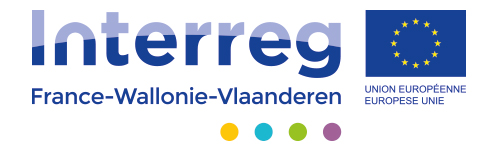 Interreg
France-Wallonie-Vlaanderen
UNION EUROPÉENNE
EUROPESE UNIE